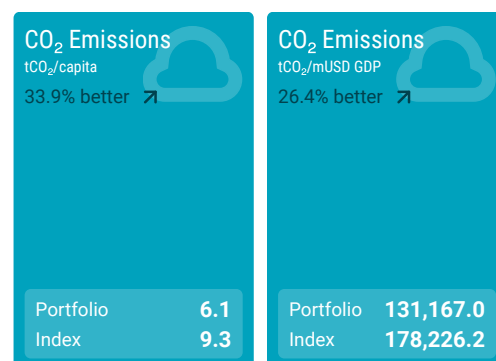 CO₂ Emissions
tCO₂/capita
33.9% better
Portfolio 6.1
Index 9.3
CO₂ Emissions
tCO₂/mUSD GDP
26.4% better
Portfolio 131,167.0
Index 178,226.2